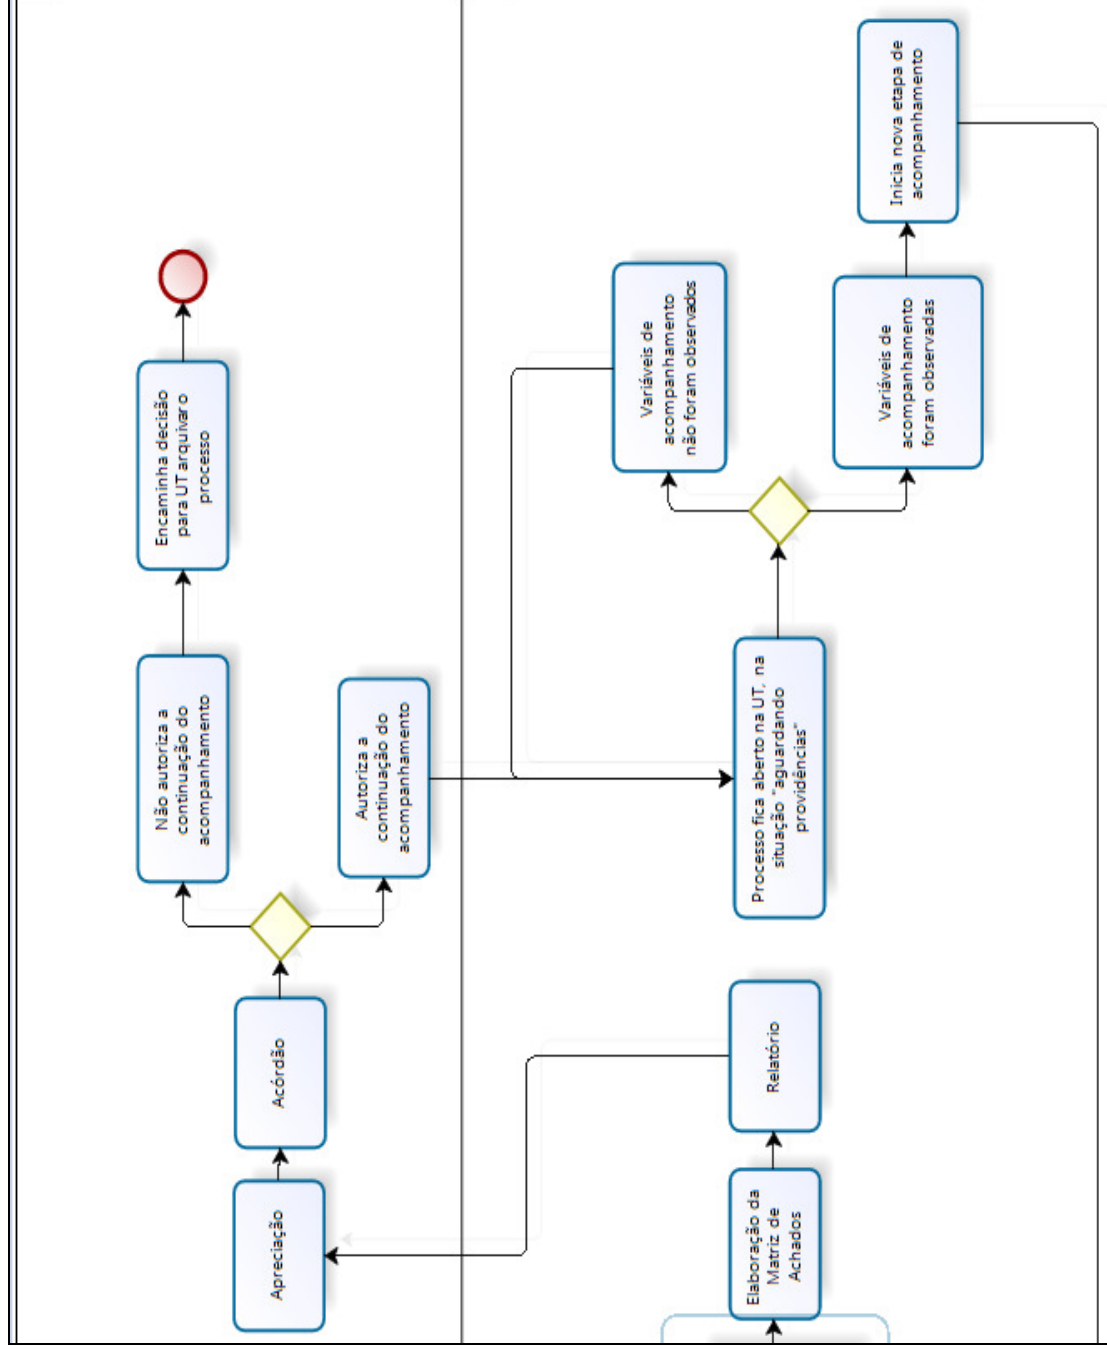 Apreciação
Acórdão
Não autoriza a
continuação do
acompanhamento
Encaminha decisão
para UT arquivar o
processo
Autoriza a
continuação do
acompanhamento
Elaboração da
Matriz de
Achados
Relatório
Processo fica aberto na UT, na
situação "aguardando
providências"
Variáveis de
acompanhamento
não foram observados
Variáveis de
acompanhamento
foram observadas
Inicia nova etapa de
acompanhamento